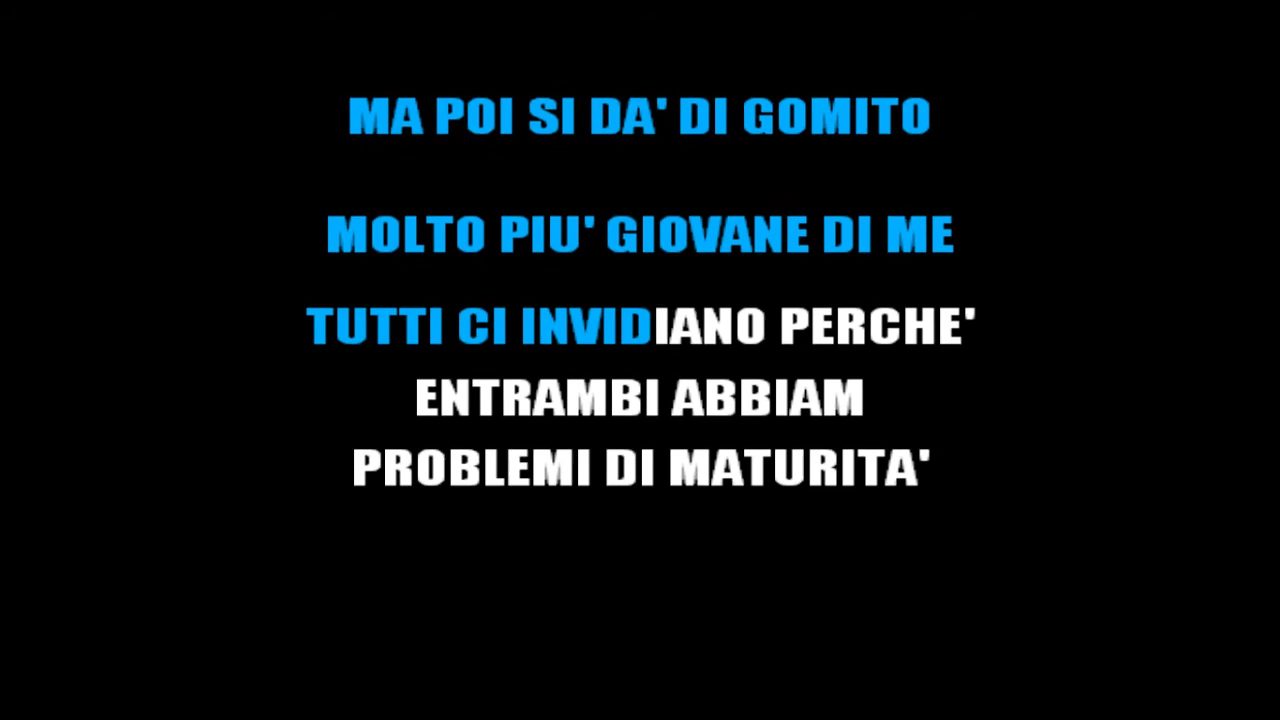 MA POI SI DA' DI GOMITO
MOLTO PIU' GIOVANE DI ME
TUTTI CI INVIDIANO PERCHE'
ENTRAMBI ABBIAM
PROBLEMI DI MATURITA'